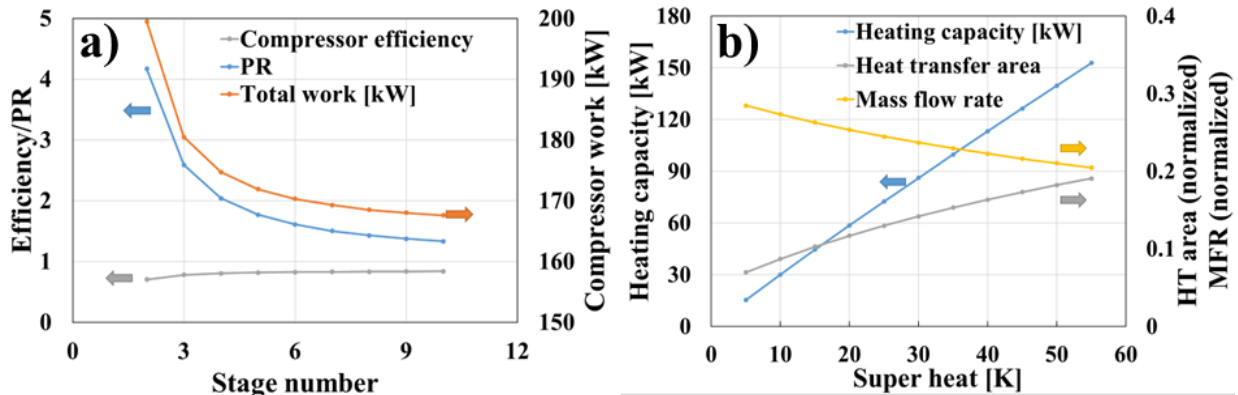 a)
Efficiency/PR
5
4
3
2
1
0
Compressor efficiency
PR
Total work [kW]
200
190
180
170
160
150
Compressor work [kW]
0
3
6
9
12
Stage number
b)
Heating capacity [kW]
180
150
120
90
60
30
0
Heating capacity [kW]
Heat transfer area
Mass flow rate
0.4
0.3
0.2
0.1
0
HT area (normalized)
MFR (normalized)
0
10
20
30
40
50
60
Super heat [K]